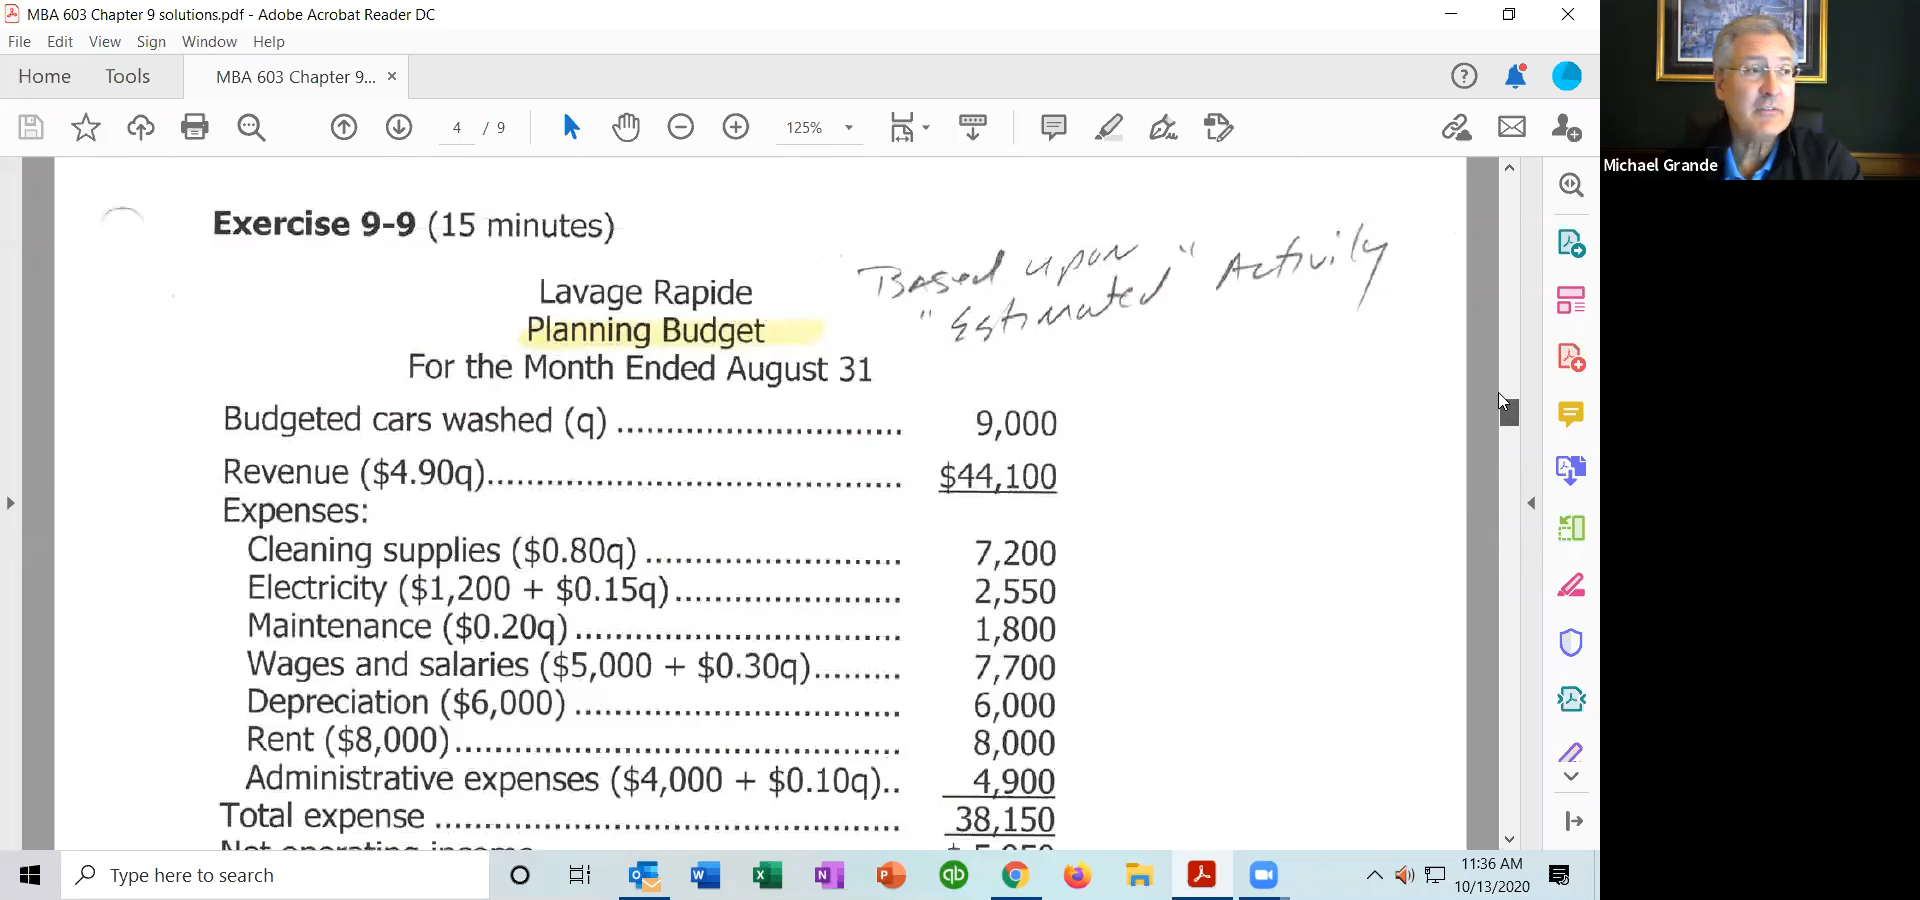 MBA 603 Chapter 9 solutions.pdf - Adobe Acrobat Reader DC
File Edit View Sign Window Help
Home Tools MBA 603 Chapter 9... ×
4 / 9 125%
Michael Grande
Exercise 9-9 (15 minutes)
Based upon
"Estimated" Activity
Lavage Rapide
Planning Budget
For the Month Ended August 31
Budgeted cars washed (q) ............................ 9,000
Revenue ($4.90q)......................................... $44,100
Expenses:
Cleaning supplies ($0.80q) ......................... 7,200
Electricity ($1,200 + $0.15q)...................... 2,550
Maintenance ($0.20q) ................................ 1,800
Wages and salaries ($5,000 + $0.30q)......... 7,700
Depreciation ($6,000) ................................ 6,000
Rent ($8,000)............................................ 8,000
Administrative expenses ($4,000 + $0.10q).. 4,900
Total expense .............................................. 38,150
Type here to search
11:36 AM
10/13/2020